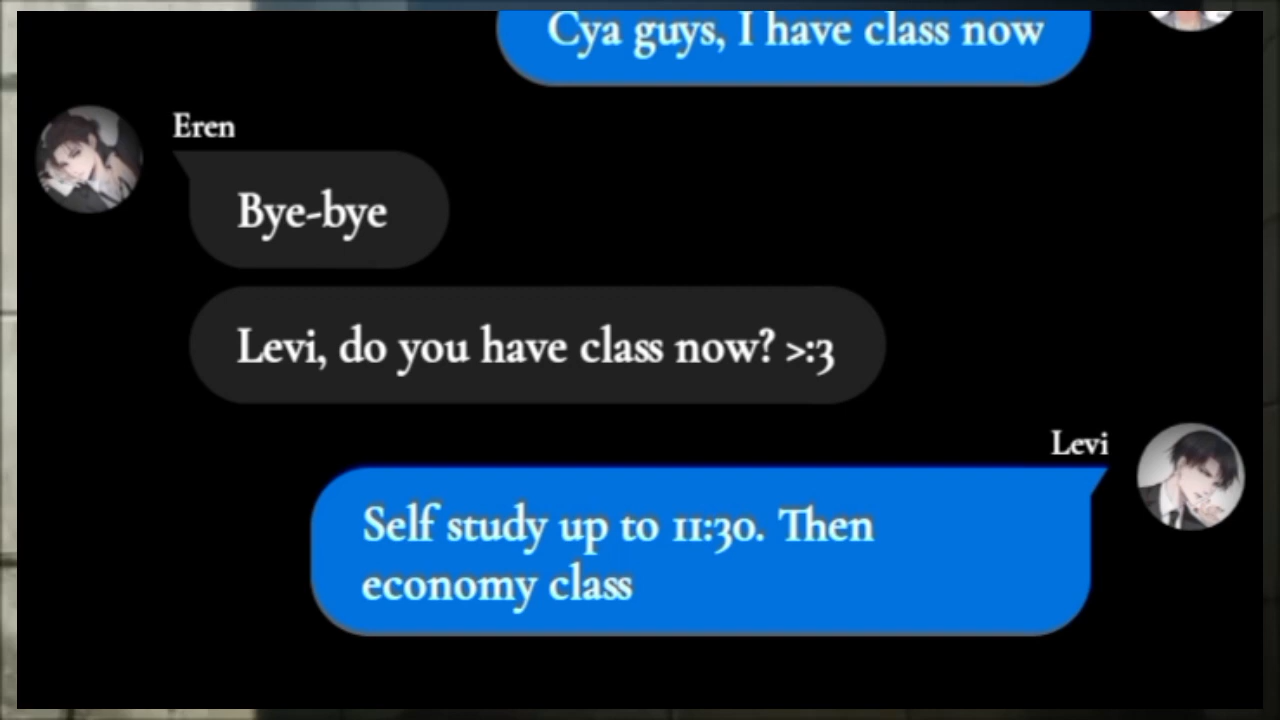 Cya guys, I have class now
Eren
Bye-bye
Levi, do you have class now? >:3
Levi
Self study up to 11:30. Then
economy class